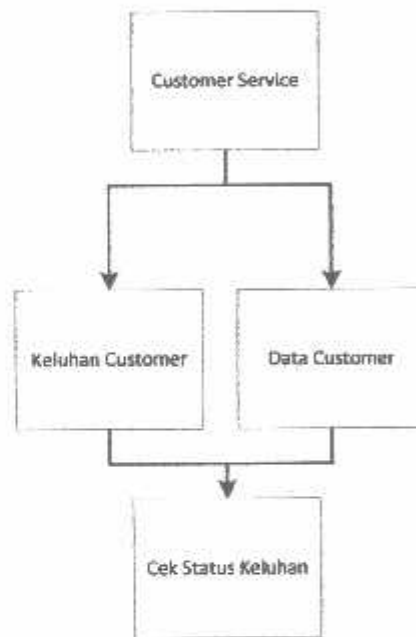 Customer Service
Keluhan Customer
Data Customer
Cek Status Keluhan